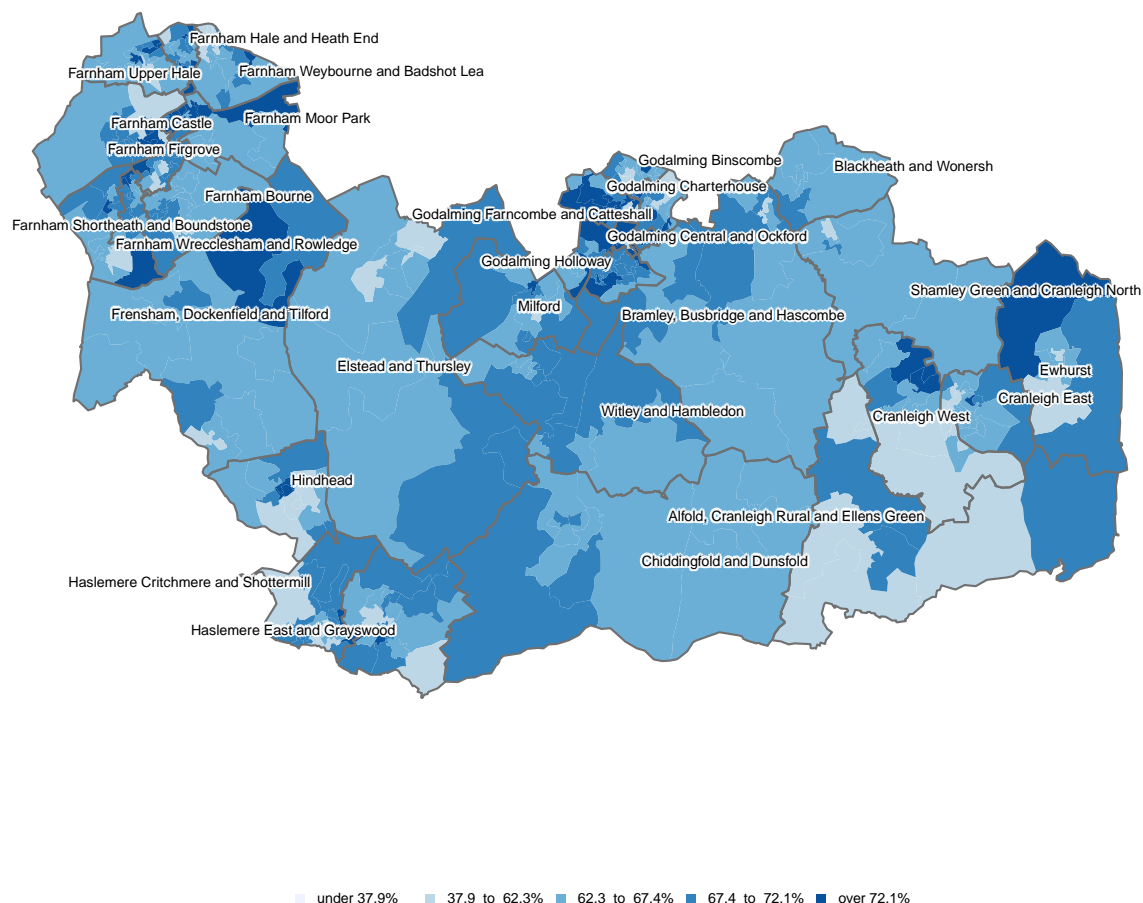 Farnham Hale and Heath End
Farnham Upper Hale
Farnham Weybourne and Badshot Lea
Farnham Castle
Farnham Moor Park
Farnham Firgrove
Godalming Binscombe
Blackheath and Wonersh
Godalming Charterhouse
Farnham Bourne
Godalming Farncombe and Catteshall
Farnham Shortheath and Boundstone
Farnham Wrecclesham and Rowledge
Godalming Central and Ockford
Godalming Holloway
Shamley Green and Cranleigh North
Milford
Frensham, Dockenfield and Tilford
Bramley, Busbridge and Hascombe
Elstead and Thursley
Ewhurst
Cranleigh East
Witley and Hambledon
Cranleigh West
Hindhead
Alfold, Cranleigh Rural and Ellens Green
Chiddingfold and Dunsfold
Haslemere Critchmere and Shottermill
Haslemere East and Grayswood
under 37.9% 37.9 to 62.3% 62.3 to 67.4% 67.4 to 72.1% over 72.1%